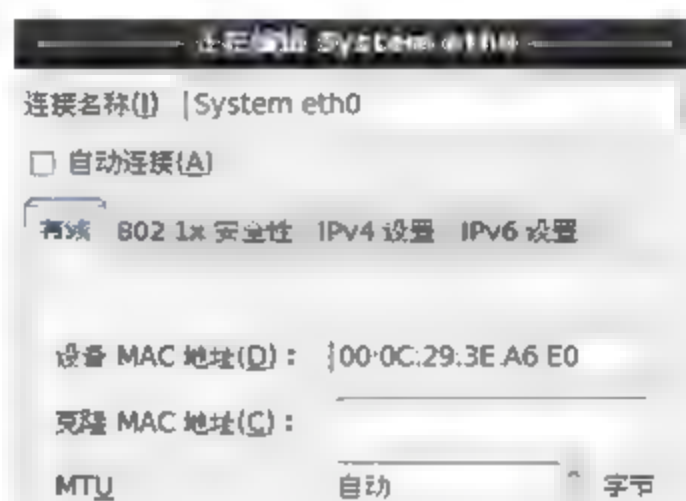 System eth0
连接名称(I) System eth0
自动连接(A)
有线 802 1x 安全性 IPv4 设置 IPv6 设置
设备 MAC 地址(D)： 00:0C:29:3E:A6:E0
克隆 MAC 地址(C)：
MTU 自动 字节